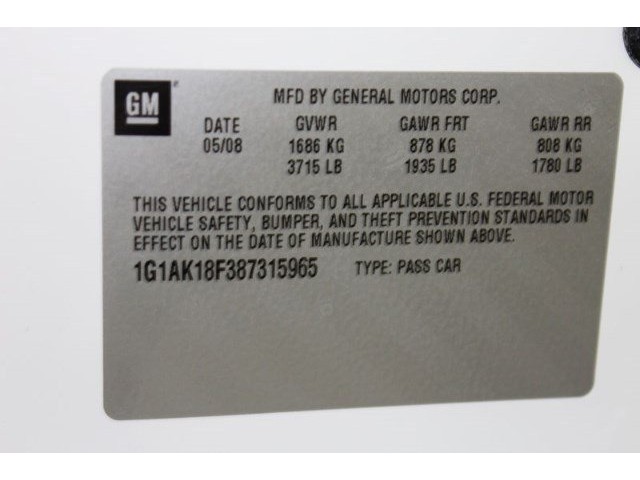 GM
MFD BY GENERAL MOTORS CORP.
DATE GVWR GAWR FRT GAWR RR
05/08 1686 KG 878 KG 808 KG
3715 LB 1935 LB 1780 LB
THIS VEHICLE CONFORMS TO ALL APPLICABLE U.S. FEDERAL MOTOR
VEHICLE SAFETY, BUMPER, AND THEFT PREVENTION STANDARDS IN
EFFECT ON THE DATE OF MANUFACTURE SHOWN ABOVE.
1G1AK18F387315965 TYPE: PASS CAR